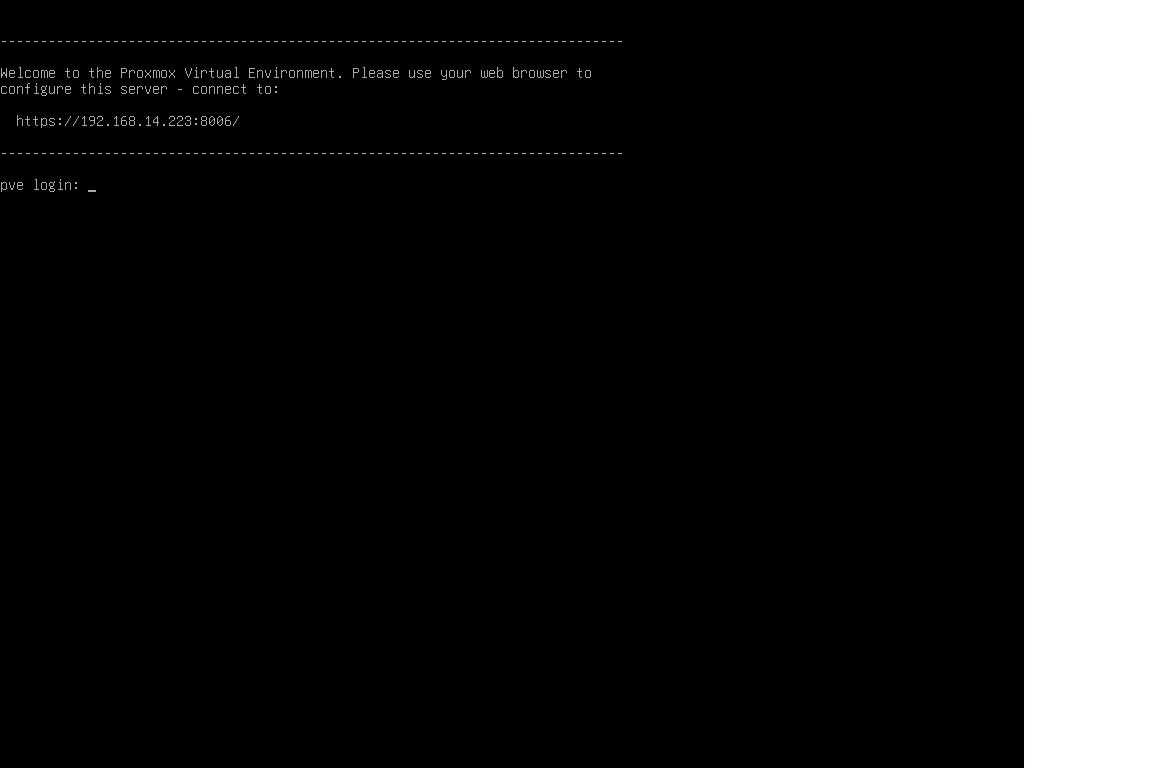 ------------------------------------------------------------------------------
Welcome to the Proxmox Virtual Environment. Please use your web browser to
configure this server - connect to:
https://192.168.14.223:8006/
------------------------------------------------------------------------------
pve login: _